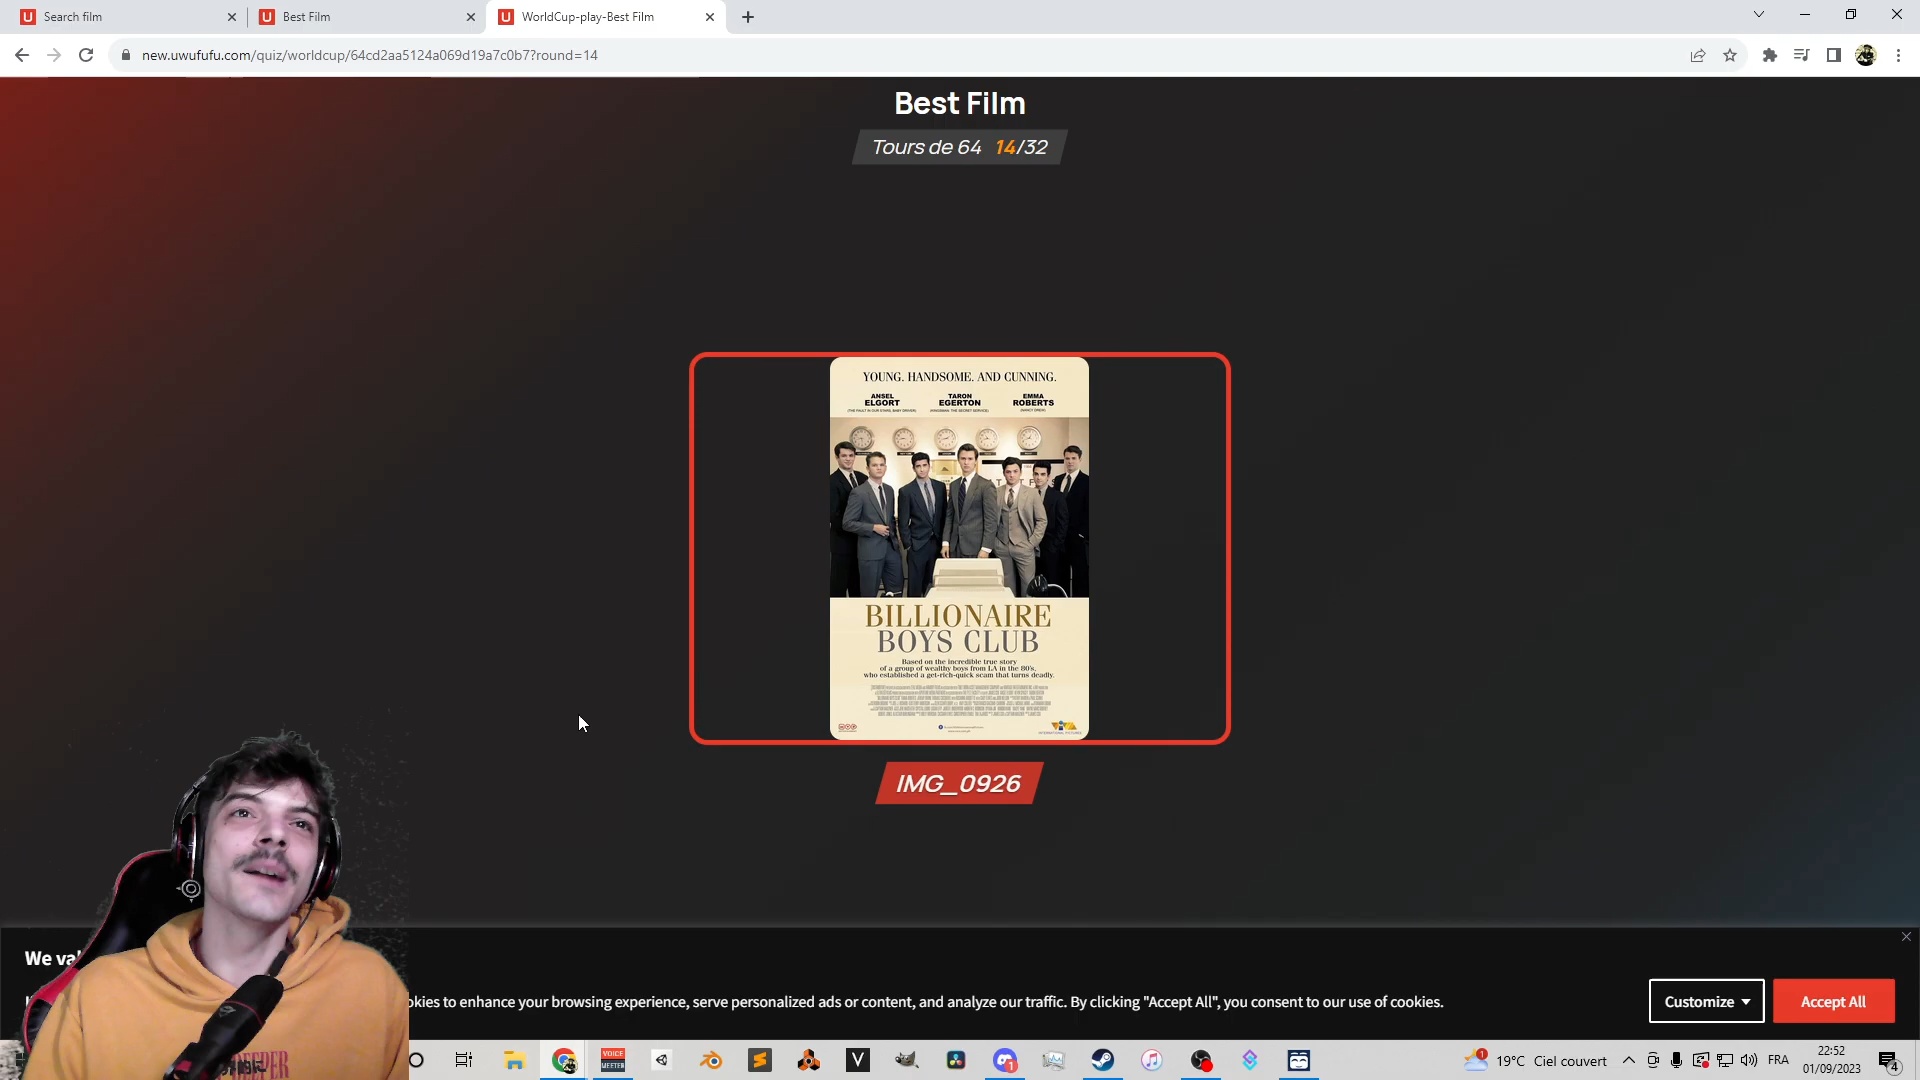 Search film
Best Film
WorldCup-play-Best Film
new.uwufufu.com/quiz/worldcup/64cd2aa5124a069d19a7c0b7?round=14
Best Film
Tours de 64 14/32
YOUNG. HANDSOME. AND CUNNING.
ANSEL ELGORT
TARON EGERTON
EMMA ROBERTS
BILLIONAIRE
BOYS CLUB
Based on the incredible true story
of a group of wealthy boys from LA in the 80's,
who established a get-rich-quick scam that turns deadly.
IMG_0926
We val
okies to enhance your browsing experience, serve personalized ads or content, and analyze our traffic. By clicking "Accept All", you consent to our use of cookies.
Customize
Accept All
VOICE
MEETER
19°C Ciel couvert
FRA
22:52
01/09/2023